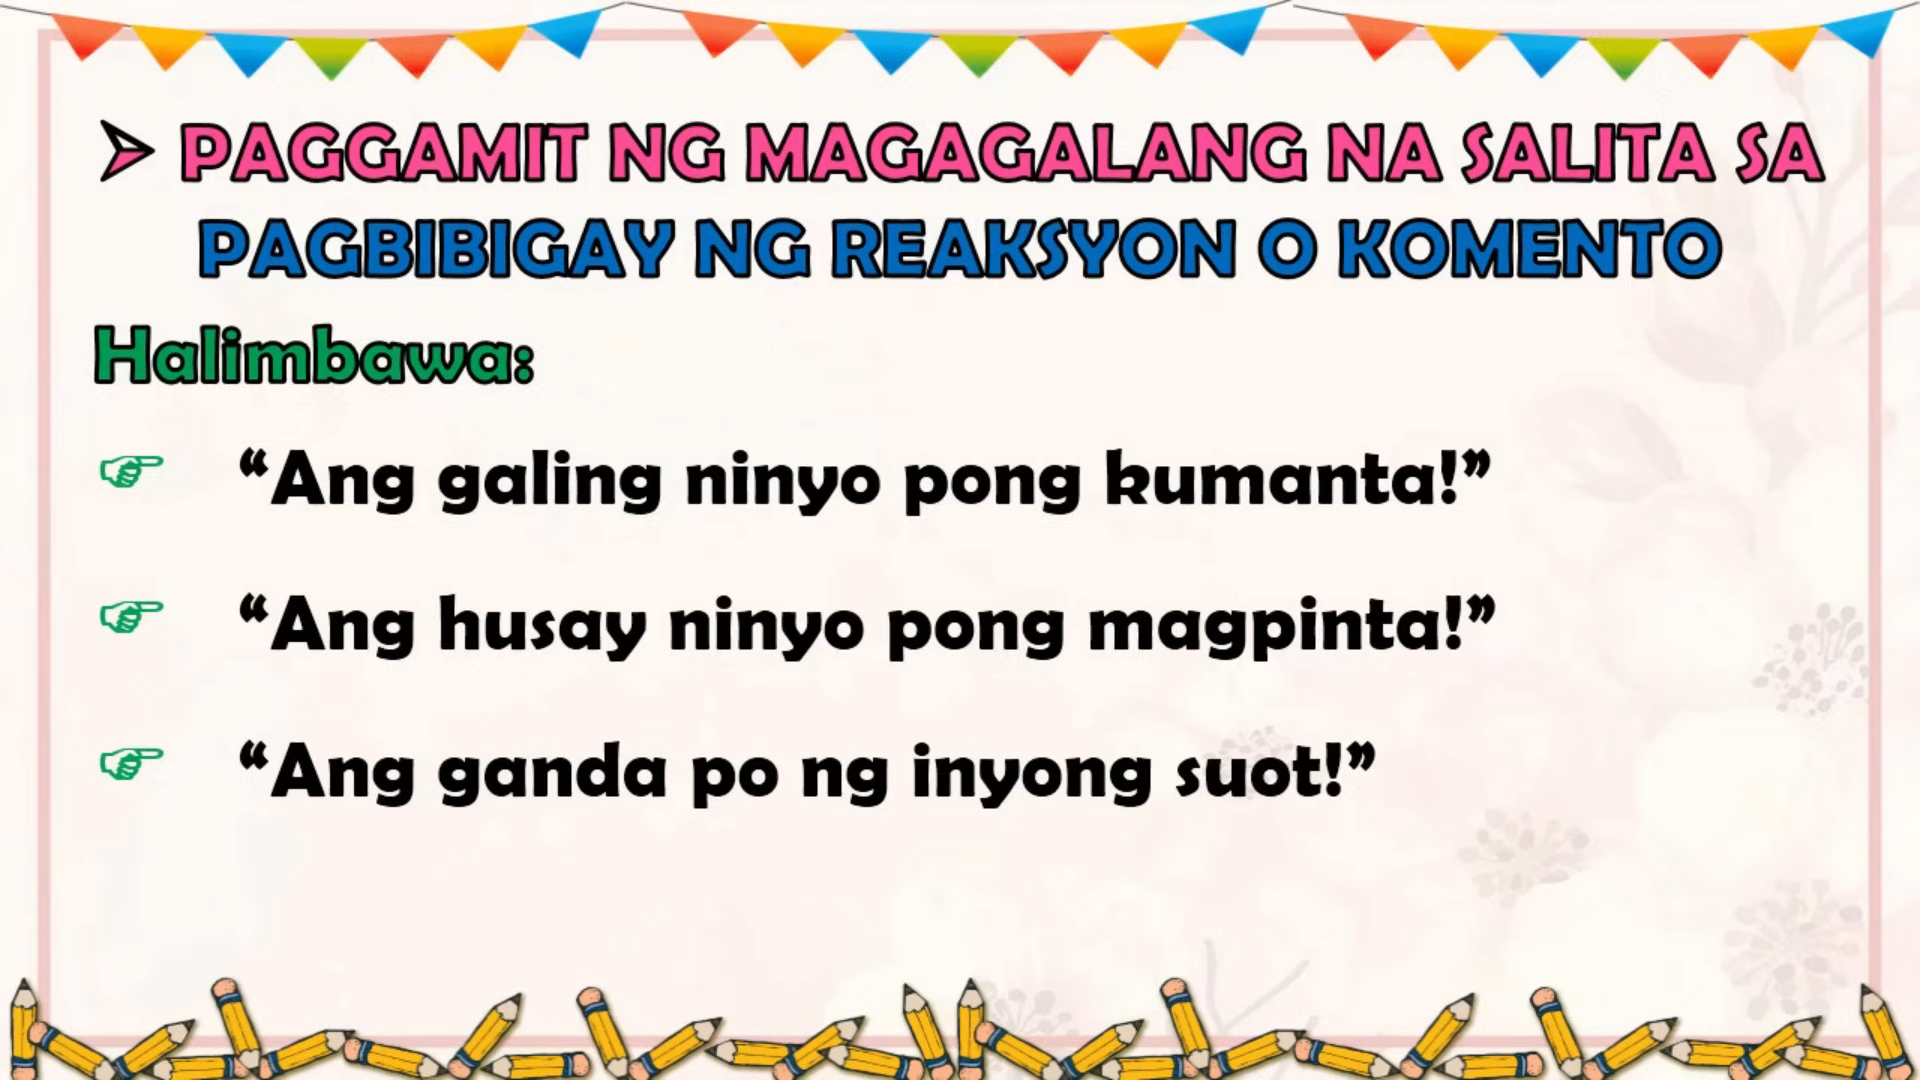 ➢ PAGGAMIT NG MAGAGALANG NA SALITA SA
PAGBIBIGAY NG REAKSYON O KOMENTO
Halimbawa:
☞ “Ang galing ninyo pong kumanta!”
☞ “Ang husay ninyo pong magpinta!”
☞ “Ang ganda po ng inyong suot!”